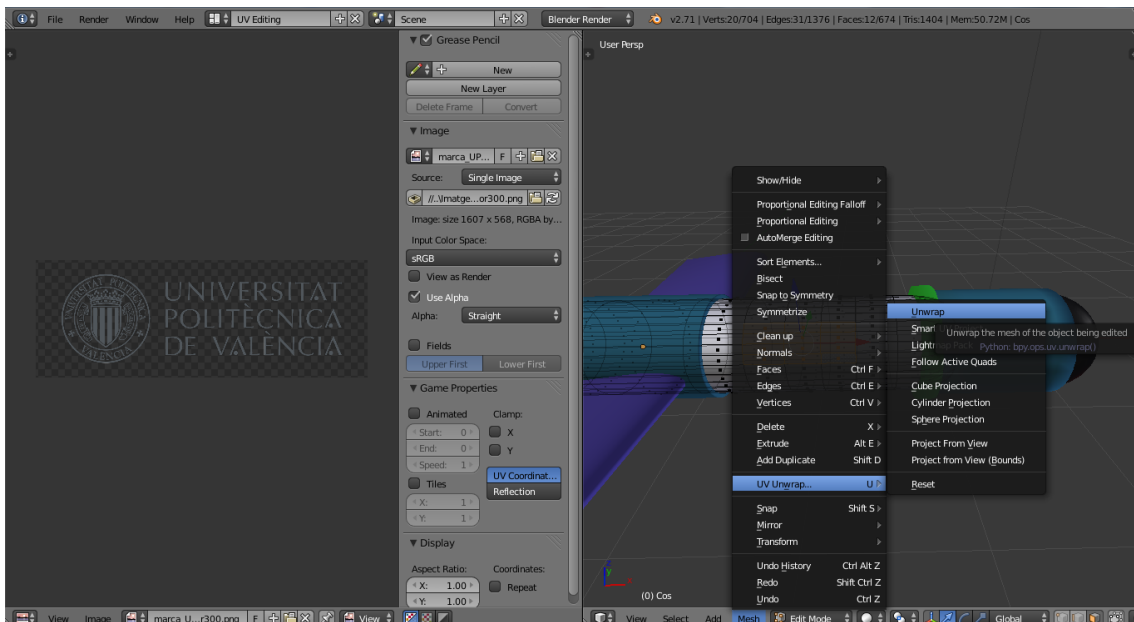 File Render Window Help UV Editing Scene Blender Render v2.71 | Verts:20/704 | Edges:31/1376 | Faces:12/674 | Tris:1404 | Mem:50.72M | Cos
UNIVERSITAT
POLITÈCNICA
DE VALÈNCIA
Grease Pencil
New
New Layer
Delete Frame Convert
Image
marca_UP... F
Source: Single Image
//..\Imatge...or300.png
Image: size 1607 x 568, RGBA by...
Input Color Space:
sRGB
View as Render
Use Alpha
Alpha: Straight
Fields
Upper First Lower First
Game Properties
Animated Clamp:
Start: 0 X
End: 0 Y
Speed: 1
UV Coordinat...
Tiles Reflection
X: 1
Y: 1
Display
Aspect Ratio: Coordinates:
X: 1.00 Repeat
Y: 1.00
View Image marca_U...r300.png F View
User Persp
Show/Hide
Proportional Editing Falloff
Proportional Editing
AutoMerge Editing
Sort Elements...
Bisect
Snap to Symmetry
Symmetrize
Clean up
Normals
Faces Ctrl F
Edges Ctrl E
Vertices Ctrl V
Delete X
Extrude Alt E
Add Duplicate Shift D
UV Unwrap... U
Snap Shift S
Mirror
Transform
Undo History Ctrl Alt Z
Redo Shift Ctrl Z
Undo Ctrl Z
Unwrap
Unwrap the mesh of the object being edited
Python: bpy.ops.uv.unwrap()
Follow Active Quads
Cube Projection
Cylinder Projection
Sphere Projection
Project From View
Project from View (Bounds)
Reset
(0) Cos
View Select Add Mesh Edit Mode Global